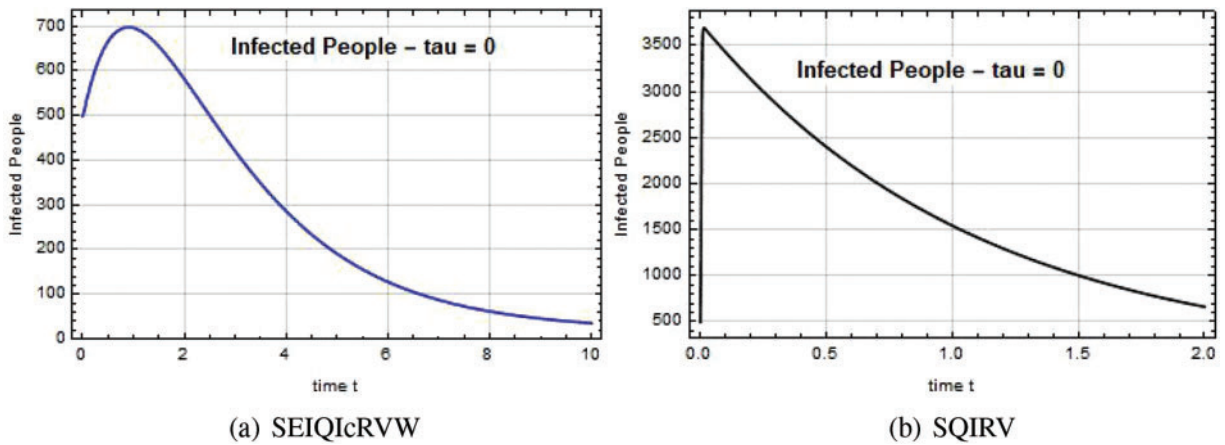 Infected People – tau = 0
Infected People
700
600
500
400
300
200
100
0
0 2 4 6 8 10
time t
(a) SEIQIcRVW
Infected People – tau = 0
Infected People
3500
3000
2500
2000
1500
1000
500
0.0 0.5 1.0 1.5 2.0
time t
(b) SQIRV